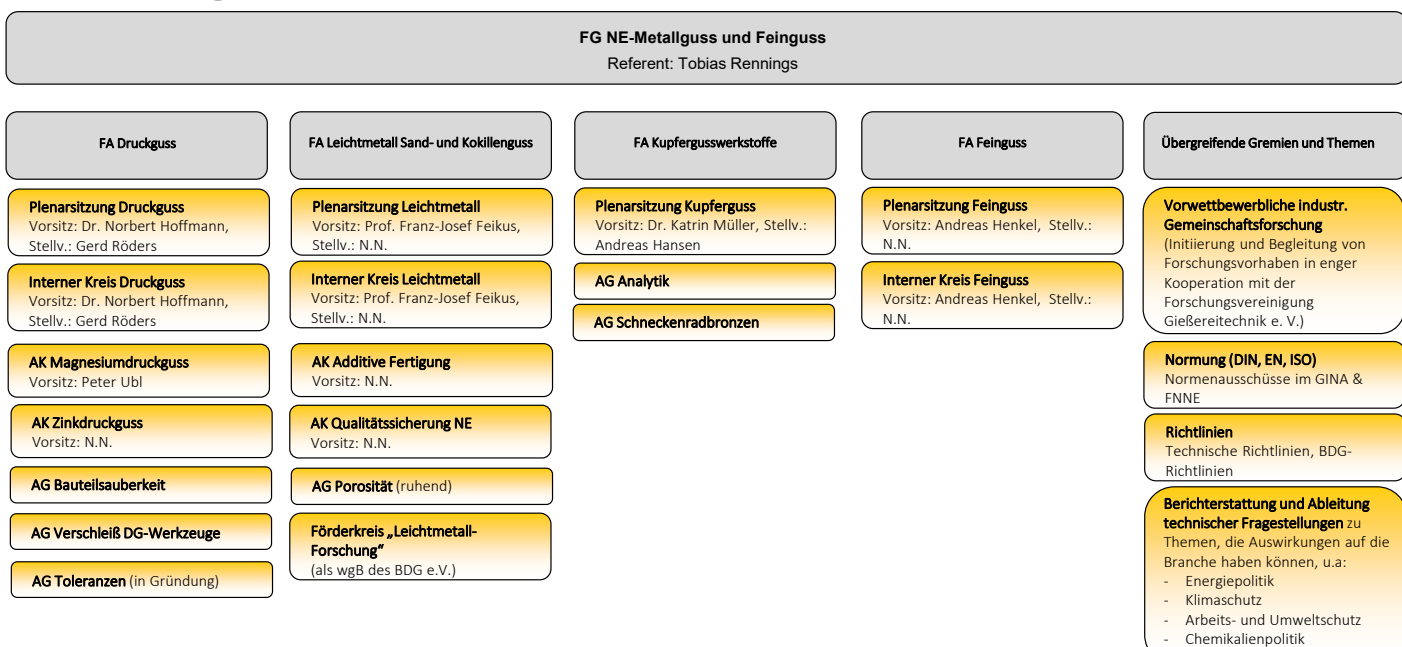 FG NE-Metallguss und Feinguss
Referent: Tobias Rennings
FA Druckguss
Plenarsitzung Druckguss
Vorsitz: Dr. Norbert Hoffmann,
Stellv.: Gerd Röders
Interner Kreis Druckguss
Vorsitz: Dr. Norbert Hoffmann,
Stellv.: Gerd Röders
AK Magnesiumdruckguss
Vorsitz: Peter Ubl
AK Zinkdruckguss
Vorsitz: N.N.
AG Bauteilsauberkeit
AG Verschleiß DG-Werkzeuge
AG Toleranzen (in Gründung)
FA Leichtmetall Sand- und Kokillenguss
Plenarsitzung Leichtmetall
Vorsitz: Prof. Franz-Josef Feikus,
Stellv.: N.N.
Interner Kreis Leichtmetall
Vorsitz: Prof. Franz-Josef Feikus,
Stellv.: N.N.
AK Additive Fertigung
Vorsitz: N.N.
AK Qualitätssicherung NE
Vorsitz: N.N.
AG Porosität (ruhend)
Förderkreis „Leichtmetall-
Forschung“
(als wgB des BDG e.V.)
FA Kupfergusswerkstoffe
Plenarsitzung Kupferguss
Vorsitz: Dr. Katrin Müller, Stellv.:
Andreas Hansen
AG Analytik
AG Schneckenradbronzen
FA Feinguss
Plenarsitzung Feinguss
Vorsitz: Andreas Henkel, Stellv.:
N.N.
Interner Kreis Feinguss
Vorsitz: Andreas Henkel, Stellv.:
N.N.
Übergreifende Gremien und Themen
Vorwettbewerbliche industr.
Gemeinschaftsforschung
(Initiierung und Begleitung von
Forschungsvorhaben in enger
Kooperation mit der
Forschungsvereinigung
Gießereitechnik e. V.)
Normung (DIN, EN, ISO)
Normenausschüsse im GINA &
FNNE
Richtlinien
Technische Richtlinien, BDG-
Richtlinien
Berichterstattung und Ableitung
technischer Fragestellungen zu
Themen, die Auswirkungen auf die
Branche haben können, u.a:
- Energiepolitik
- Klimaschutz
- Arbeits- und Umweltschutz
- Chemikalienpolitik